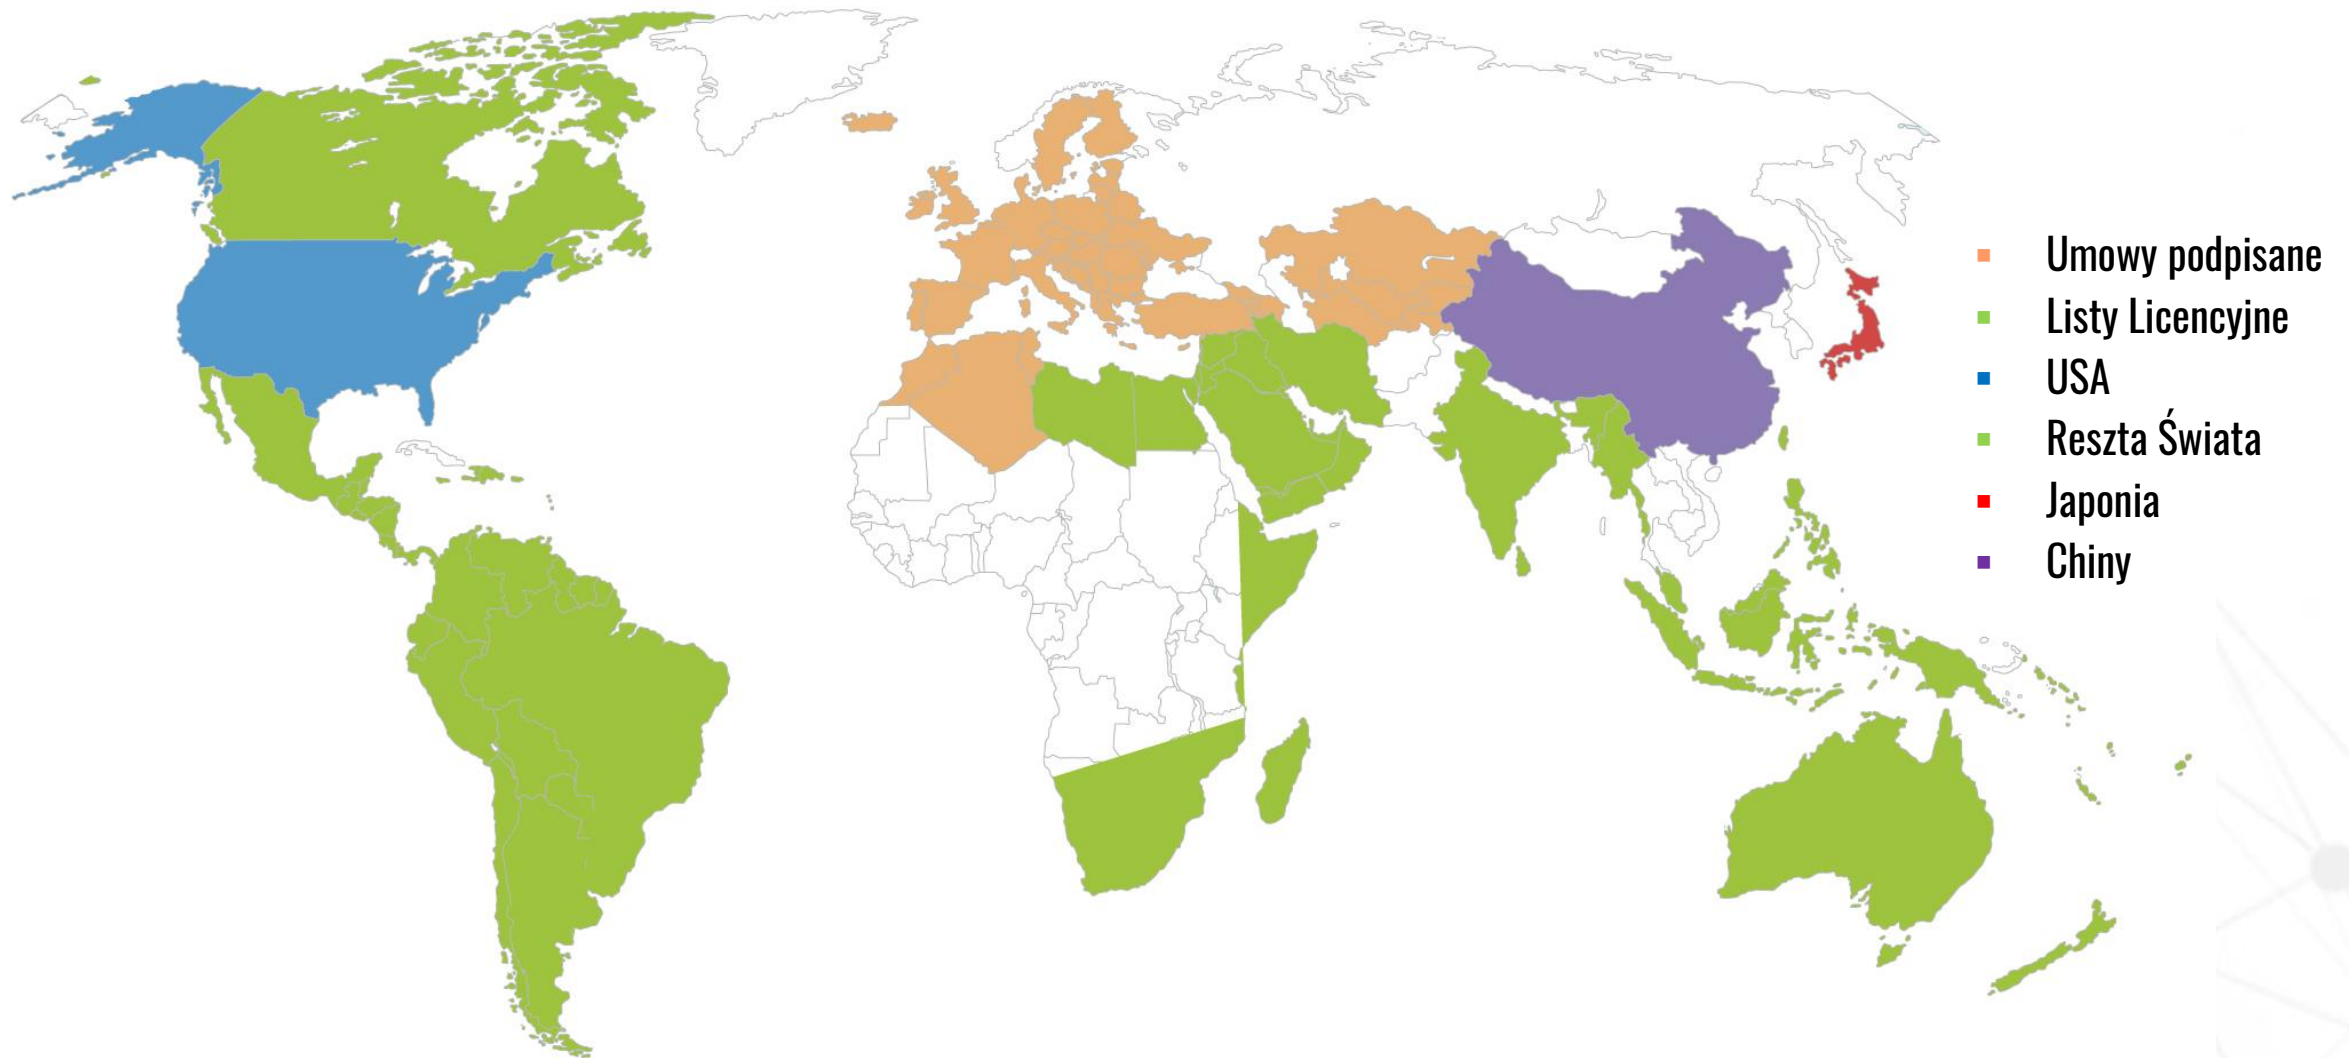 Umowy podpisane
Listy Licencyjne
USA
Reszta Świata
Japonia
Chiny